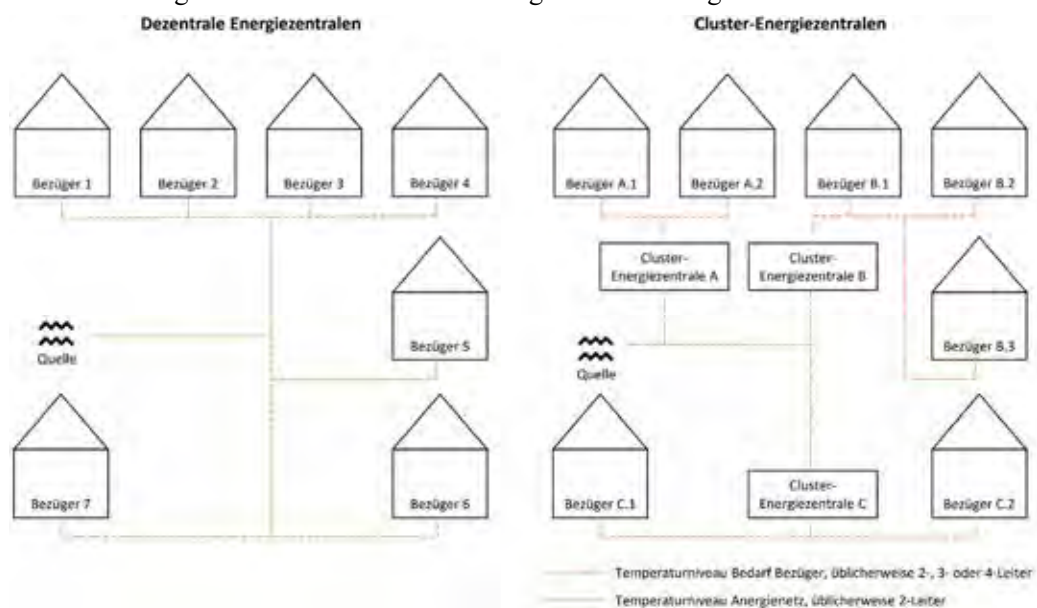 Dezentrale Energiezentralen
Cluster-Energiezentralen
Bezüger 1
Bezüger 2
Bezüger 3
Bezüger 4
Bezüger A.1
Bezüger A.2
Bezüger B.1
Bezüger B.2
Cluster-
Energiezentrale A
Cluster-
Energiezentrale B
Quelle
Bezüger 5
Quelle
Bezüger B.3
Bezüger 7
Bezüger 6
Bezüger C.1
Cluster-
Energiezentrale C
Bezüger C.2
Temperaturniveau Bedarf Bezüger, üblicherweise 2-, 3- oder 4-Leiter
Temperaturniveau Anergienetz, üblicherweise 2-Leiter